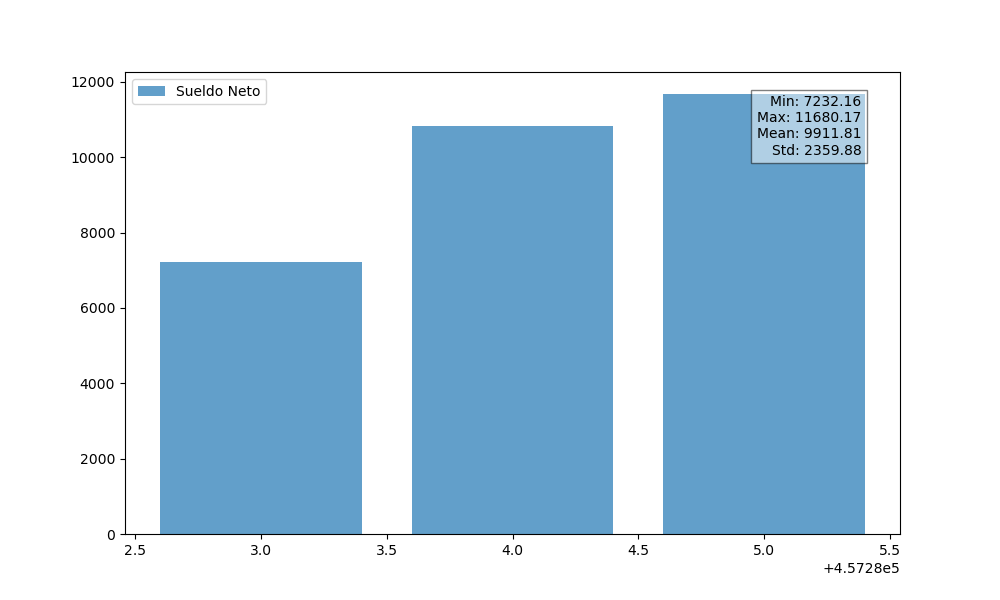 Sueldo Neto
Min: 7232.16
Max: 11680.17
Mean: 9911.81
Std: 2359.88
12000
10000
8000
6000
4000
2000
0
2.5 3.0 3.5 4.0 4.5 5.0 5.5
+4.5728e5